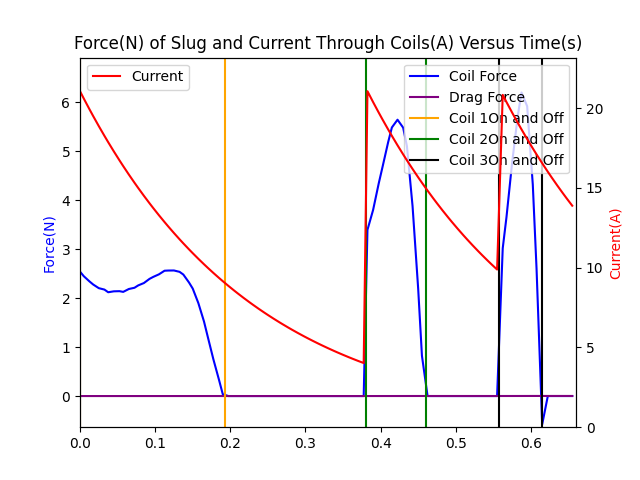 Force(N) of Slug and Current Through Coils(A) Versus Time(s)
Current
Coil Force
Drag Force
Coil 1On and Off
Coil 2On and Off
Coil 3On and Off
Force(N)
6
5
4
3
2
1
0
20
15
10
5
0
Current(A)
0.0 0.1 0.2 0.3 0.4 0.5 0.6